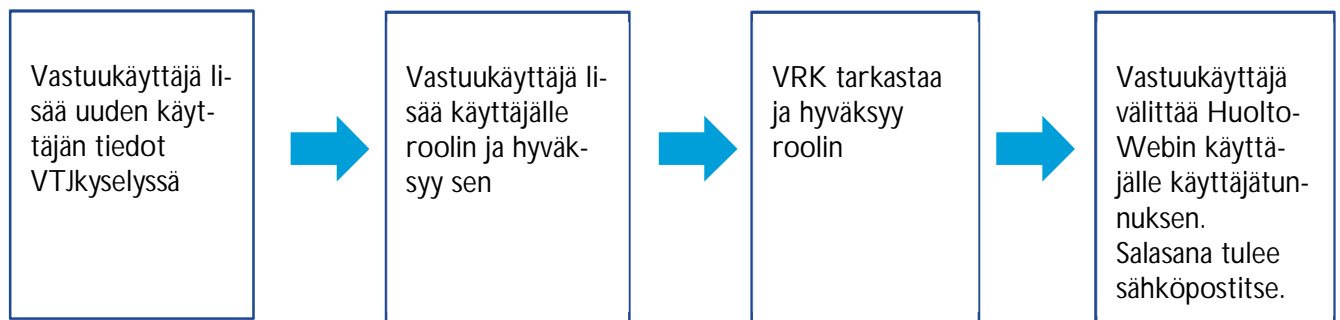 Vastuukäyttäjä li-
sää uuden käyt-
täjän tiedot
VTJkyselyssä
Vastuukäyttäjä li-
sää käyttäjälle
roolin ja hyväk-
syy sen
VRK tarkastaa
ja hyväksyy
roolin
Vastuukäyttäjä
välittää Huolto-
Webin käyttä-
jälle käyttäjätun-
nuksen.
Salasana tulee
sähköpostitse.